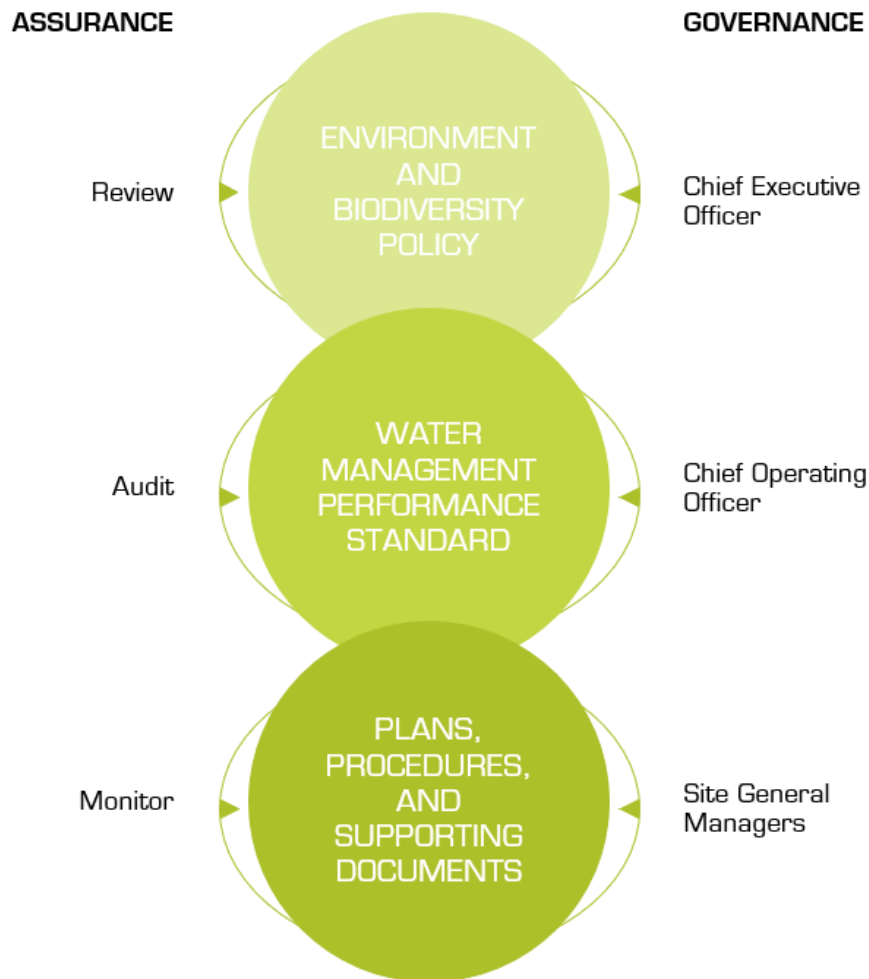 ASSURANCE
GOVERNANCE
ENVIRONMENT
AND
BIODIVERSITY
POLICY
Review
Chief Executive
Officer
WATER
MANAGEMENT
PERFORMANCE
STANDARD
Audit
Chief Operating
Officer
PLANS,
PROCEDURES,
AND
SUPPORTING
DOCUMENTS
Monitor
Site General
Managers